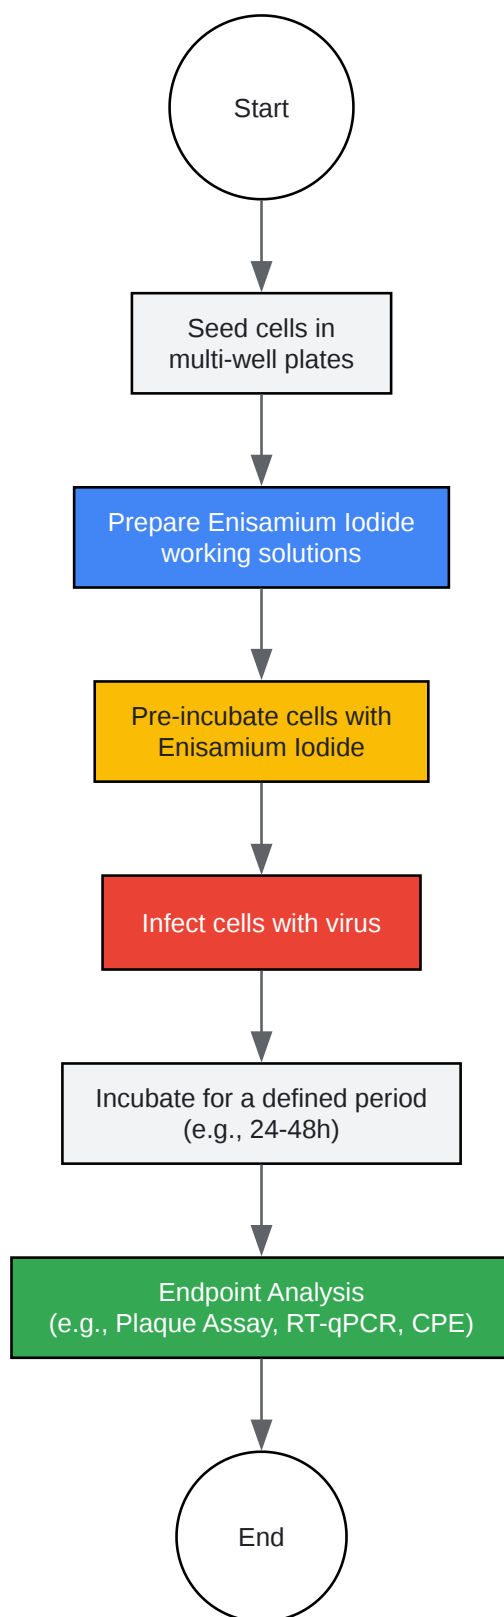 Start
Seed cells in
multi-well plates
Prepare Enisamium Iodide
working solutions
Pre-incubate cells with
Enisamium Iodide
Infect cells with virus
Incubate for a defined period
(e.g., 24-48h)
Endpoint Analysis
(e.g., Plaque Assay, RT-qPCR, CPE)
End